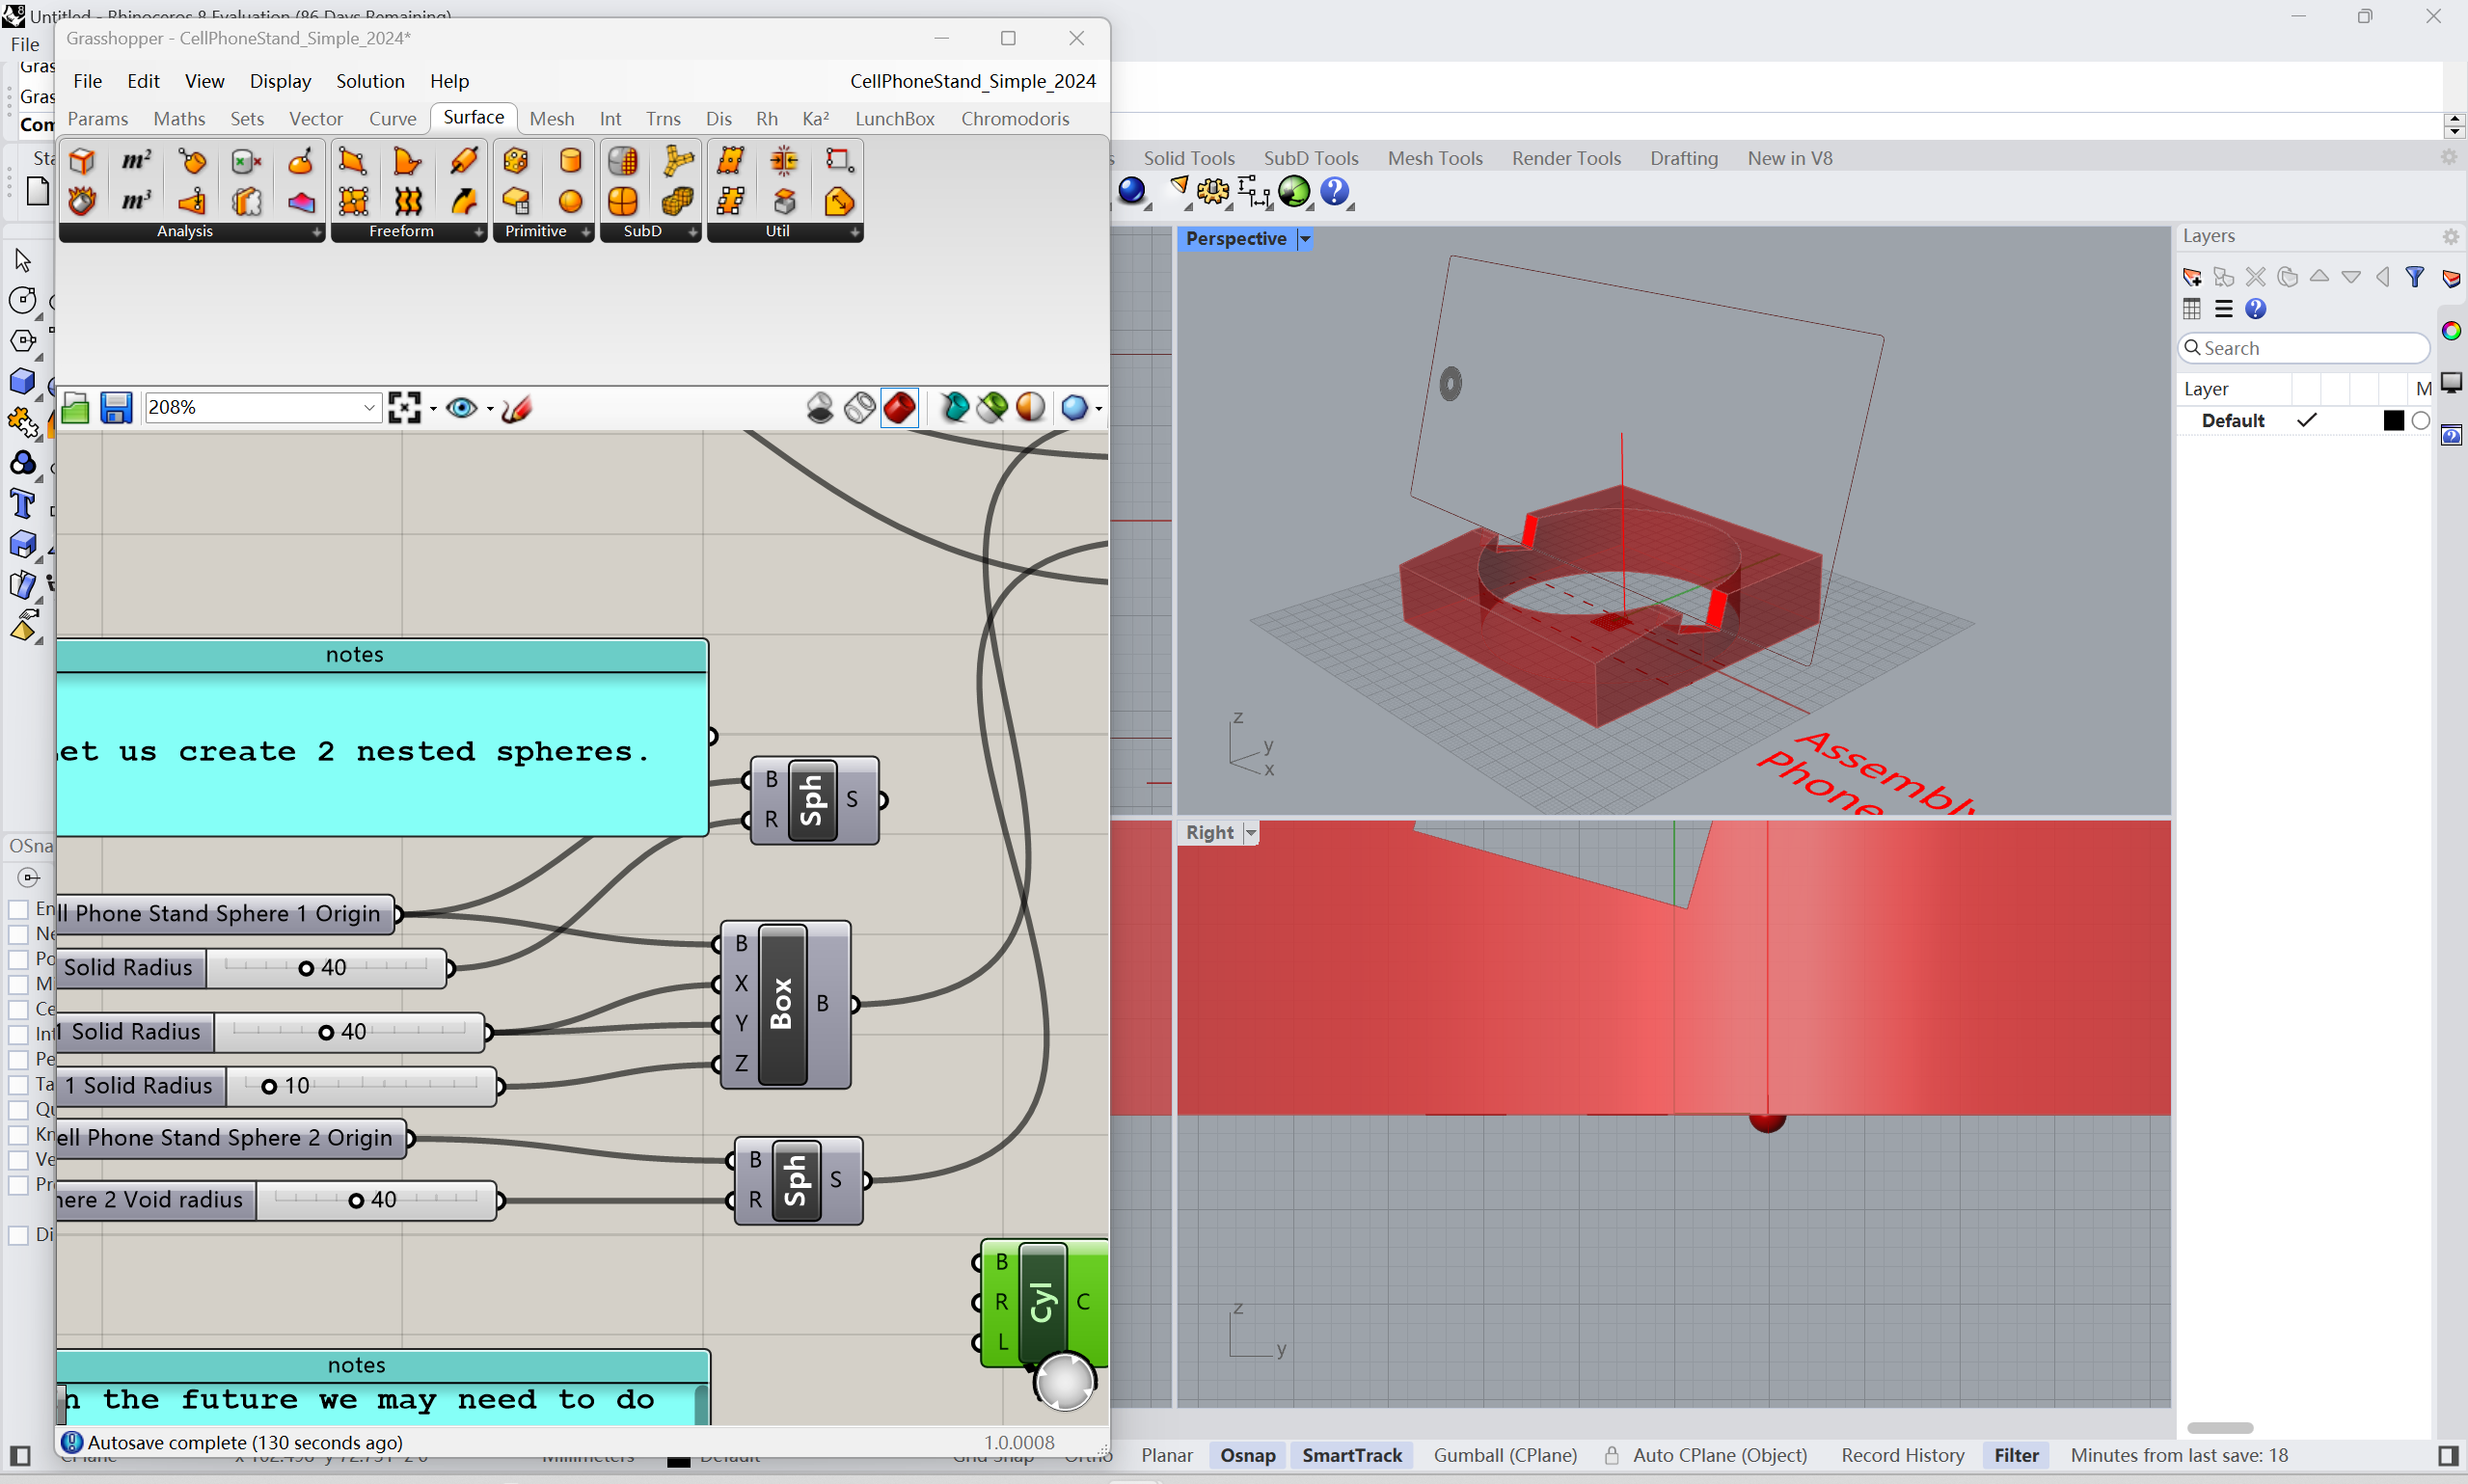 Untitled - Rhinoceros 8 Evaluation (86 Days Remaining)
Grasshopper - CellPhoneStand_Simple_2024*
File
File Edit View Display Solution Help
CellPhoneStand_Simple_2024
Params Maths Sets Vector Curve Surface Mesh Int Trns Dis Rh Ka² LunchBox Chromodoris
m²
m³
Analysis Freeform Primitive SubD Util
Solid Tools SubD Tools Mesh Tools Render Tools Drafting New in V8
208%
Perspective
Layers
Search
Layer M
Default
notes
et us create 2 nested spheres.
B Sph S
R
ll Phone Stand Sphere 1 Origin
Solid Radius 40
1 Solid Radius 40
1 Solid Radius 10
B
X
Y
Z
Box
B
ell Phone Stand Sphere 2 Origin
here 2 Void radius 40
B Sph S
R
B
R
L
Cyl
C
notes
n the future we may need to do
Autosave complete (130 seconds ago)
1.0.0008
z
y
x
Assembly
Phone
Right
z
y
OSna
En
Ne
Po
M
Ce
Int
Pe
Ta
Qu
Kn
Ve
Pr
Di
Planar Osnap SmartTrack Gumball (CPlane) Auto CPlane (Object) Record History Filter Minutes from last save: 18